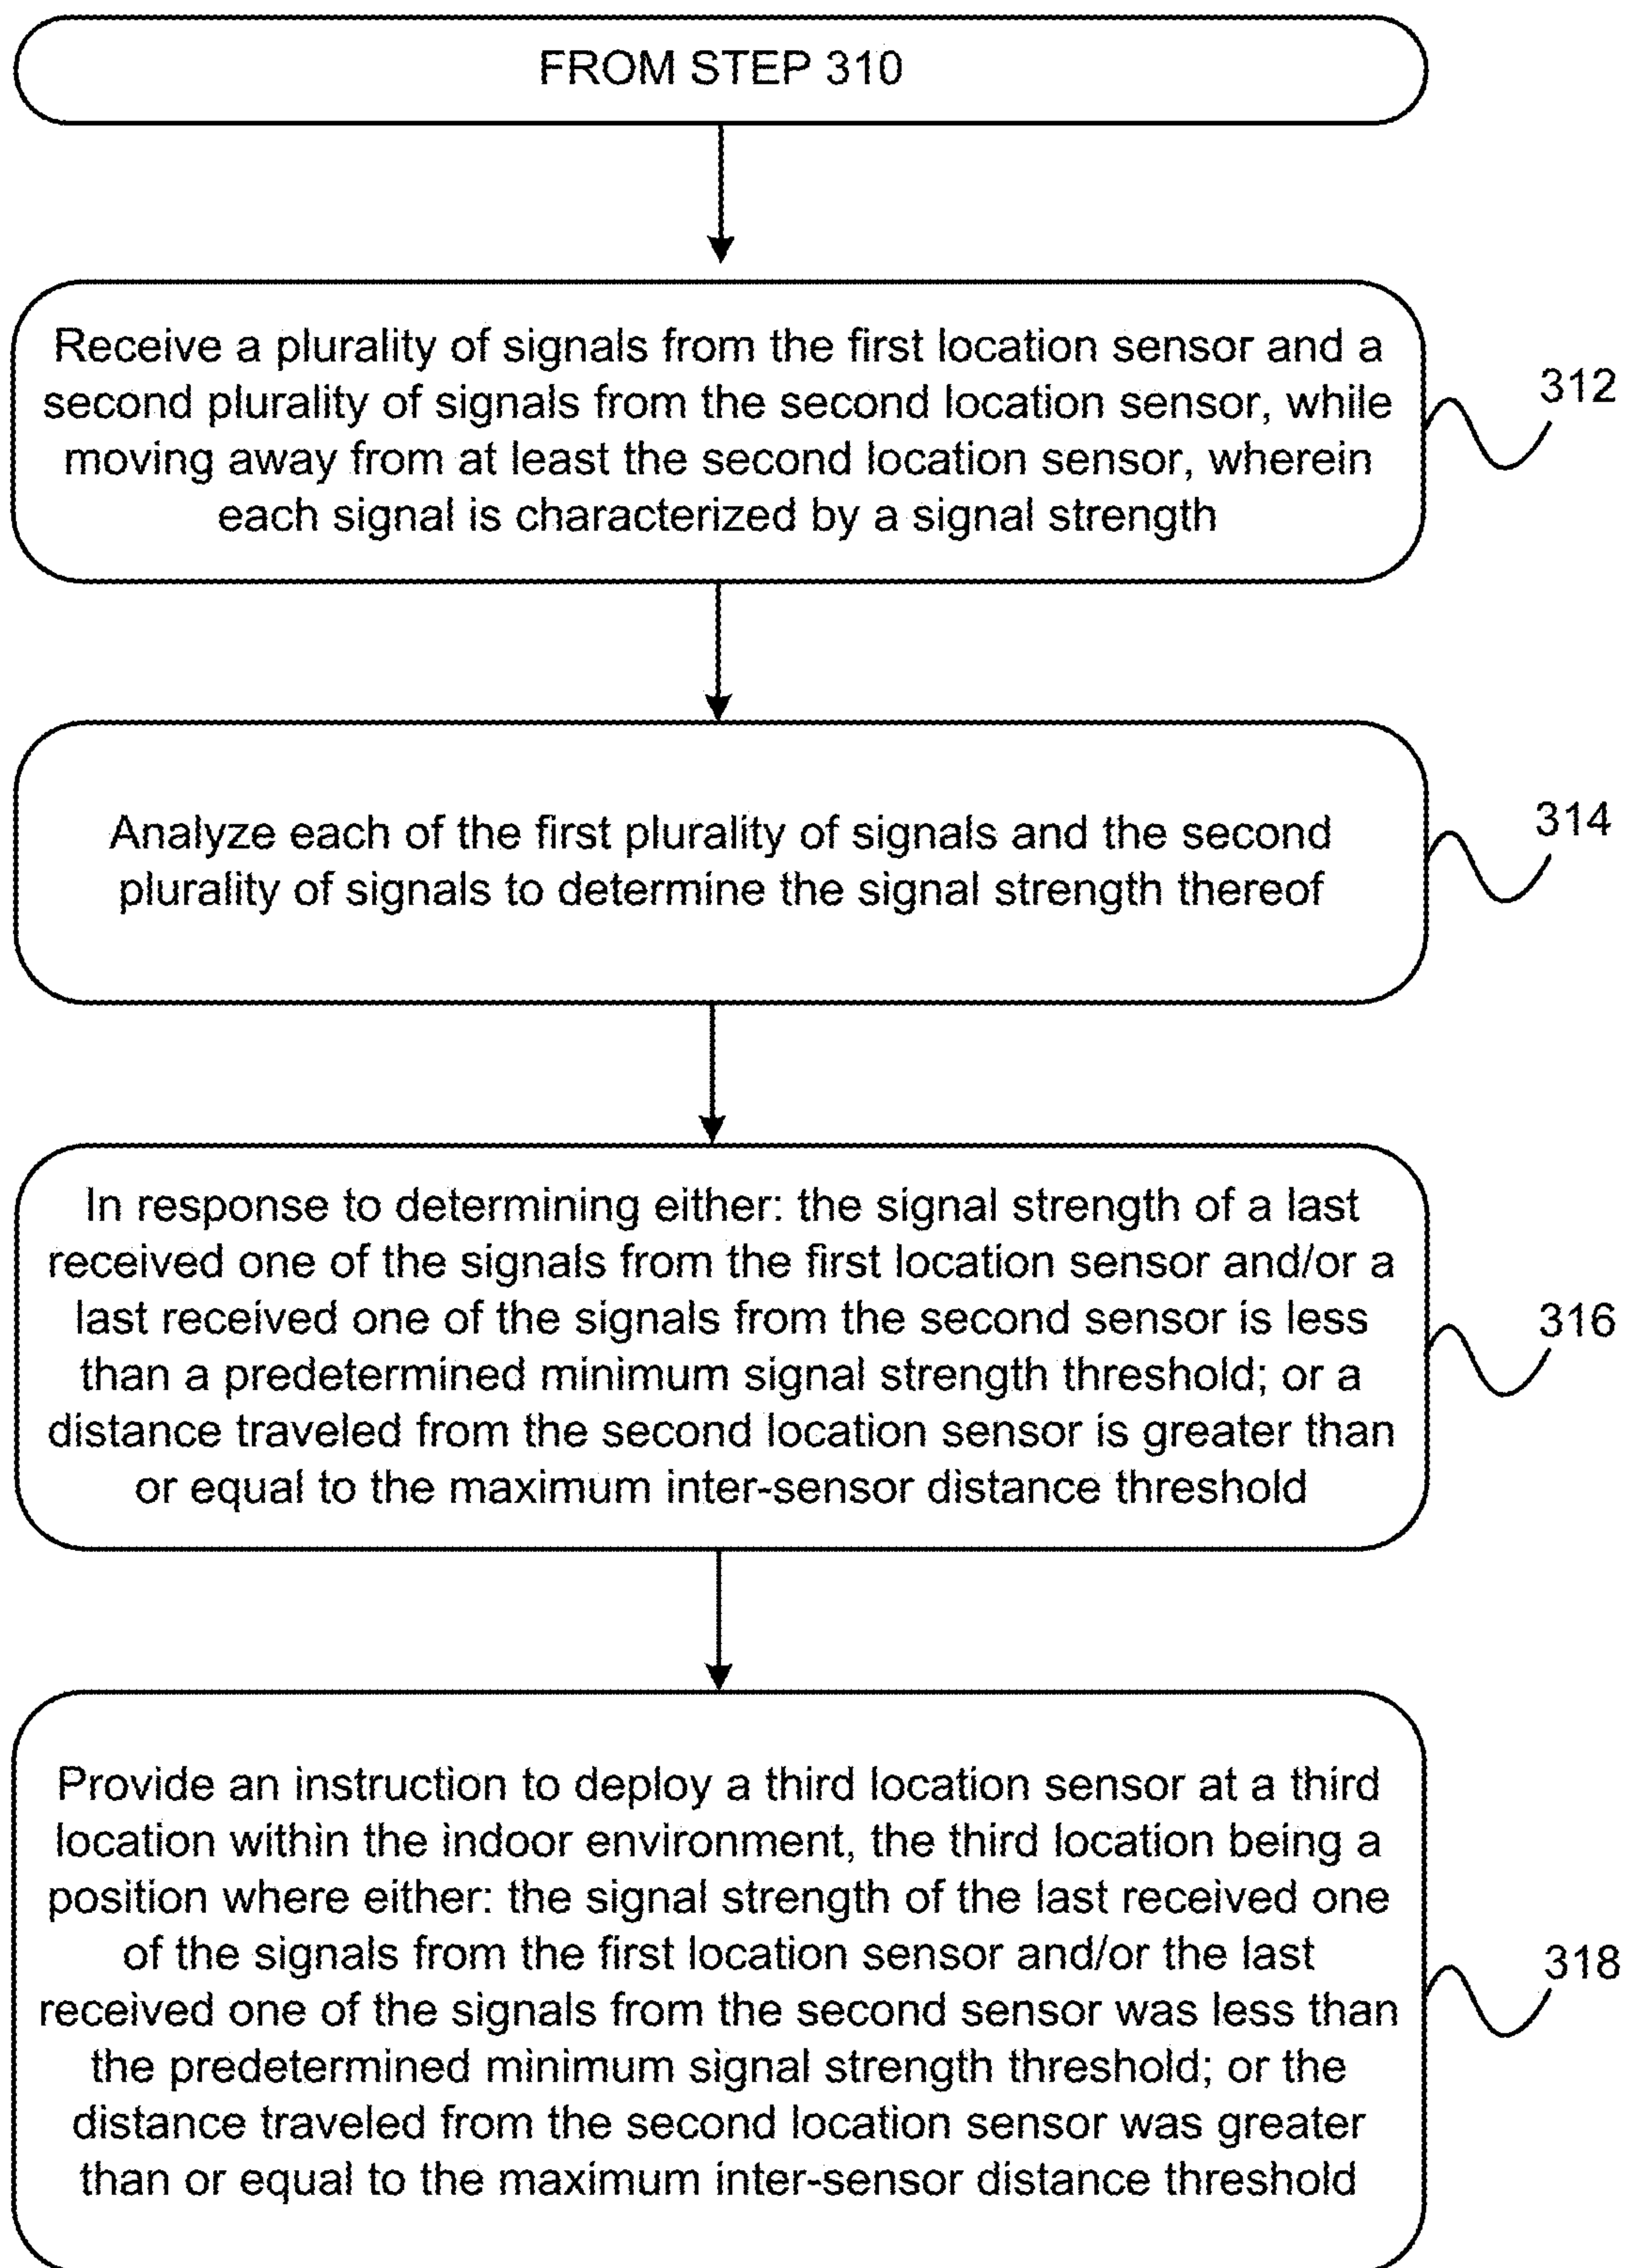 FROM STEP 310
Receive a plurality of signals from the first location sensor and a
second plurality of signals from the second location sensor, while
moving away from at least the second location sensor, wherein
each signal is characterized by a signal strength
312
Analyze each of the first plurality of signals and the second
plurality of signals to determine the signal strength thereof
314
In response to determining either: the signal strength of a last
received one of the signals from the first location sensor and/or a
last received one of the signals from the second sensor is less
than a predetermined minimum signal strength threshold; or a
distance traveled from the second location sensor is greater than
or equal to the maximum inter-sensor distance threshold
316
Provide an instruction to deploy a third location sensor at a third
location within the indoor environment, the third location being a
position where either: the signal strength of the last received one
of the signals from the first location sensor and/or the last
received one of the signals from the second sensor was less than
the predetermined minimum signal strength threshold; or the
distance traveled from the second location sensor was greater
than or equal to the maximum inter-sensor distance threshold
318